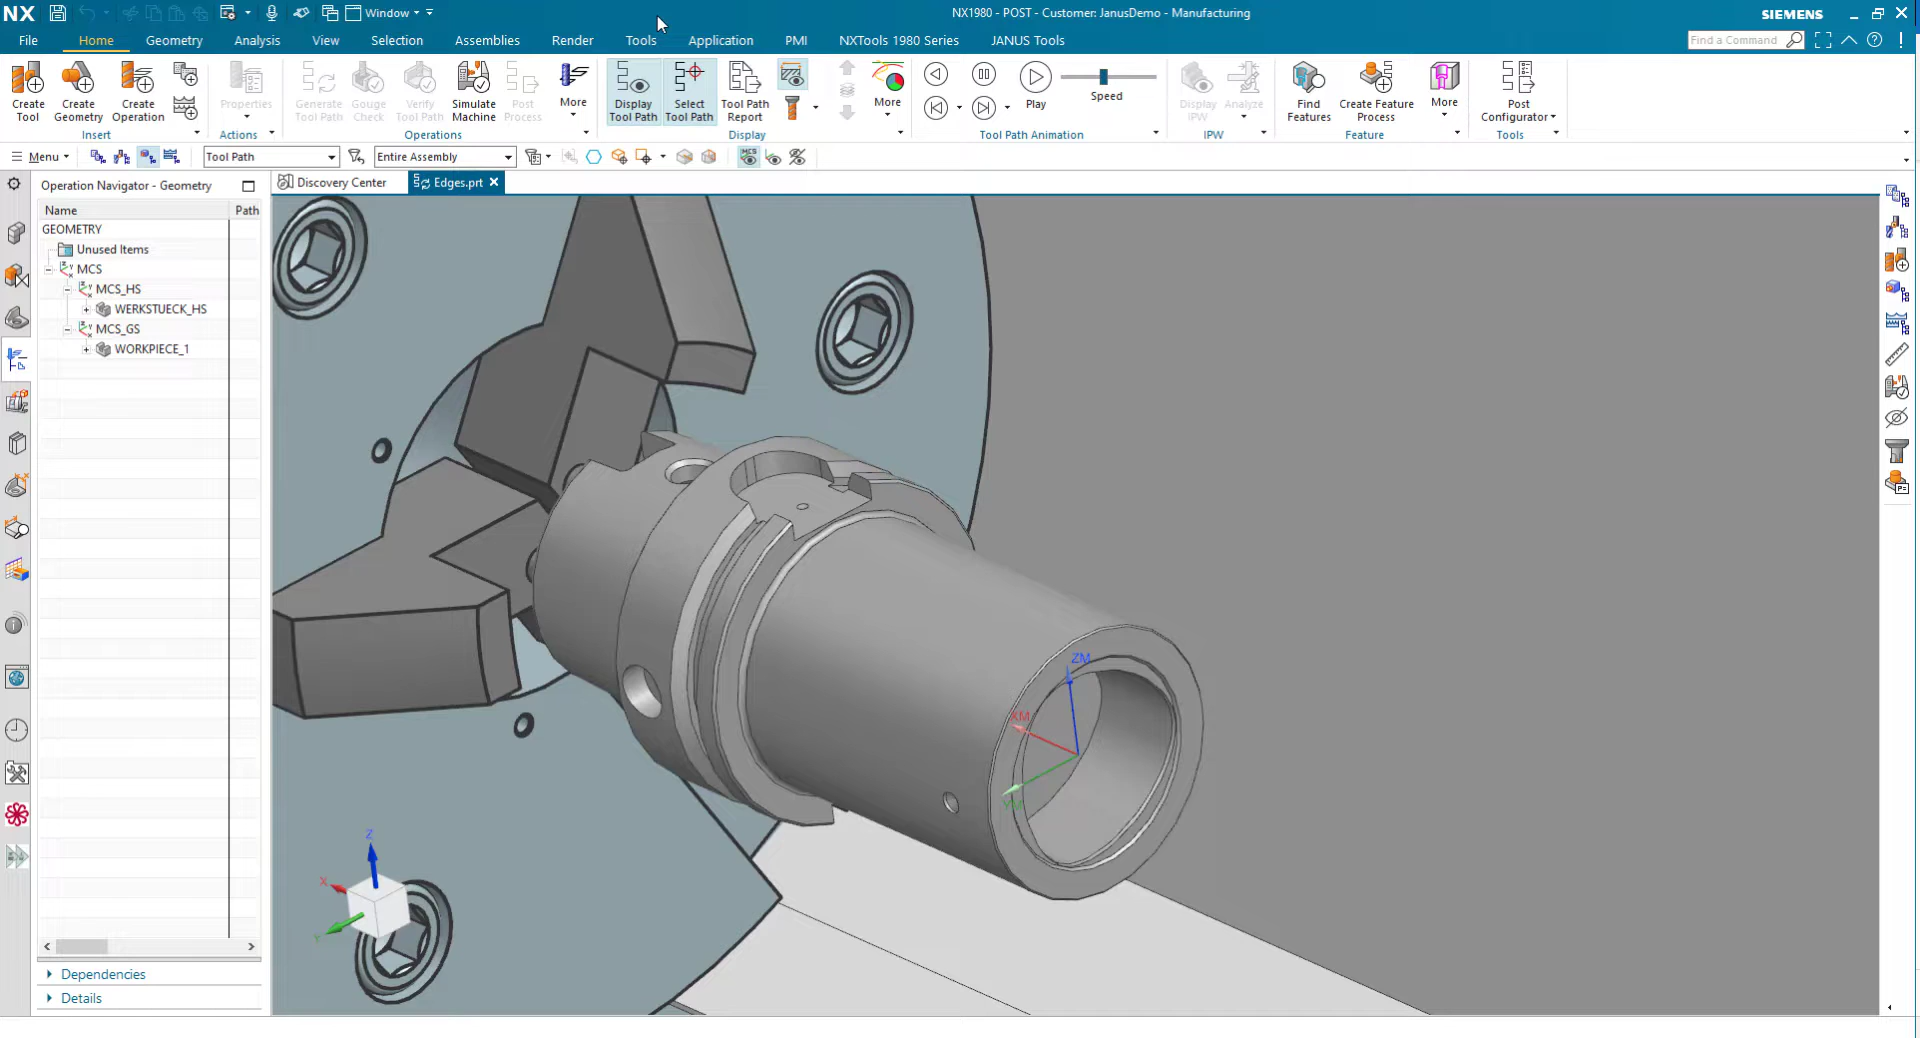 NX
Window
NX1980 - POST - Customer: JanusDemo - Manufacturing
SIEMENS
File
Home
Geometry
Analysis
View
Selection
Assemblies
Render
Tools
Application
PMI
NXTools 1980 Series
JANUS Tools
Find a Command
Create Tool
Create Geometry
Create Operation
Properties
Generate Tool Path
Gouge Check
Verify Tool Path
Simulate Machine
Post Process
More
Display Tool Path
Select Tool Path
Tool Path Report
More
Play
Speed
Display IPW
Analyze
Find Features
Create Feature Process
More
Post Configurator
Insert
Actions
Operations
Display
Tool Path Animation
IPW
Feature
Tools
Menu
Tool Path
Entire Assembly
MCS
Operation Navigator - Geometry
Discovery Center
Edges.prt
Name
Path
GEOMETRY
Unused Items
MCS
MCS_HS
WERKSTUECK_HS
MCS_GS
WORKPIECE_1
ZM
XM
YM
Z
X
Y
Dependencies
Details